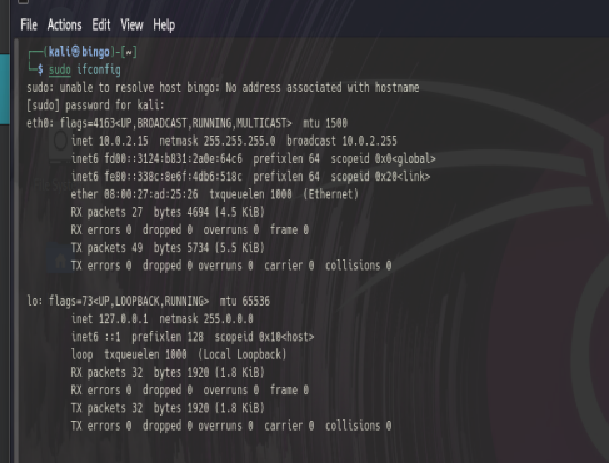 File Actions Edit View Help
┌──(kali㉿bingo)-[~]
└─$ sudo ifconfig
sudo: unable to resolve host bingo: No address associated with hostname
[sudo] password for kali:
eth0: flags=4163<UP,BROADCAST,RUNNING,MULTICAST> mtu 1500
inet 10.0.2.15 netmask 255.255.255.0 broadcast 10.0.2.255
inet6 fd00::3124:b831:2a0e:64c6 prefixlen 64 scopeid 0x0<global>
inet6 fe80::338c:8e6f:4db6:518c prefixlen 64 scopeid 0x20<link>
ether 08:00:27:ad:25:26 txqueuelen 1000 (Ethernet)
RX packets 27 bytes 4694 (4.5 KiB)
RX errors 0 dropped 0 overruns 0 frame 0
TX packets 49 bytes 5734 (5.5 KiB)
TX errors 0 dropped 0 overruns 0 carrier 0 collisions 0
lo: flags=73<UP,LOOPBACK,RUNNING> mtu 65536
inet 127.0.0.1 netmask 255.0.0.0
inet6 ::1 prefixlen 128 scopeid 0x10<host>
loop txqueuelen 1000 (Local Loopback)
RX packets 32 bytes 1920 (1.8 KiB)
RX errors 0 dropped 0 overruns 0 frame 0
TX packets 32 bytes 1920 (1.8 KiB)
TX errors 0 dropped 0 overruns 0 carrier 0 collisions 0